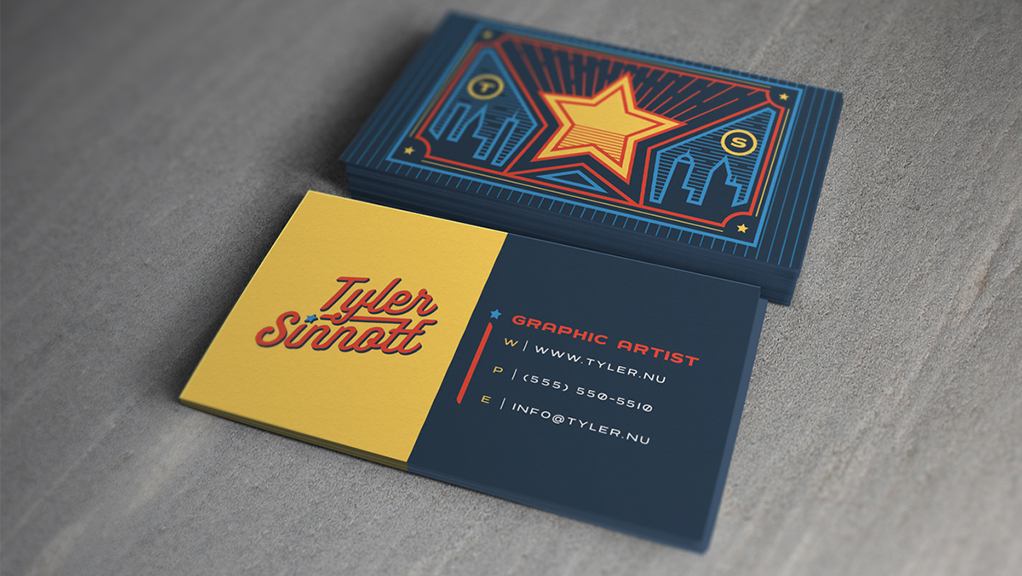 T
S
Tyler
Sinnott
GRAPHIC ARTIST
W | WWW.TYLER.NU
P | (555) 550-5510
E | INFO@TYLER.NU